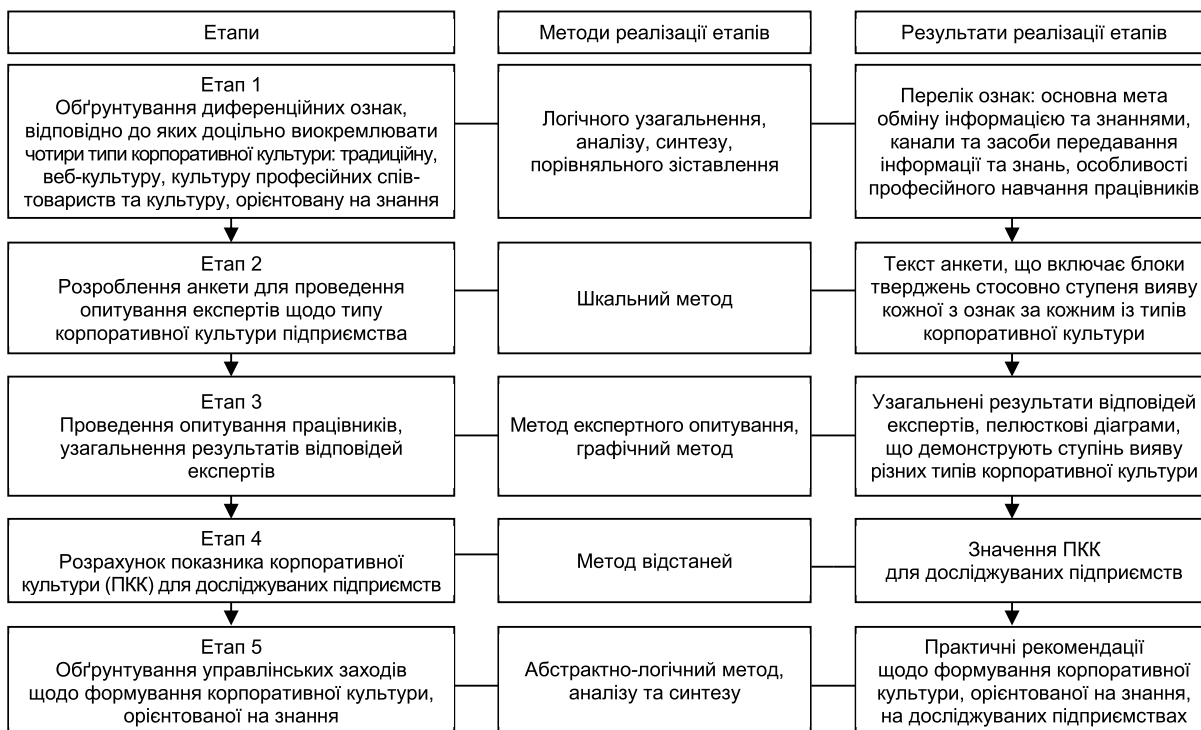 Етапи
Методи реалізації етапів
Результати реалізації етапів
Етап 1
Обґрунтування диференційних ознак,
відповідно до яких доцільно виокремлювати
чотири типи корпоративної культури: традиційну,
веб-культуру, культуру професійних спів-
товариств та культуру, орієнтовану на знання
Логічного узагальнення,
аналізу, синтезу,
порівняльного зіставлення
Перелік ознак: основна мета
обміну інформацією та знаннями,
канали та засоби передавання
інформації та знань, особливості
професійного навчання працівників
Етап 2
Розроблення анкети для проведення
опитування експертів щодо типу
корпоративної культури підприємства
Шкальний метод
Текст анкети, що включає блоки
тверджень стосовно ступеня вияву
кожної з ознак за кожним із типів
корпоративної культури
Етап 3
Проведення опитування працівників,
узагальнення результатів відповідей
експертів
Метод експертного опитування,
графічний метод
Узагальнені результати відповідей
експертів, пелюсткові діаграми,
що демонструють ступінь вияву
різних типів корпоративної культури
Етап 4
Розрахунок показника корпоративної
культури (ПКК) для досліджуваних підприємств
Метод відстаней
Значення ПКК
для досліджуваних підприємств
Етап 5
Обґрунтування управлінських заходів
щодо формування корпоративної культури,
орієнтованої на знання
Абстрактно-логічний метод,
аналізу та синтезу
Практичні рекомендації
щодо формування корпоративної
культури, орієнтованої на знання,
на досліджуваних підприємствах